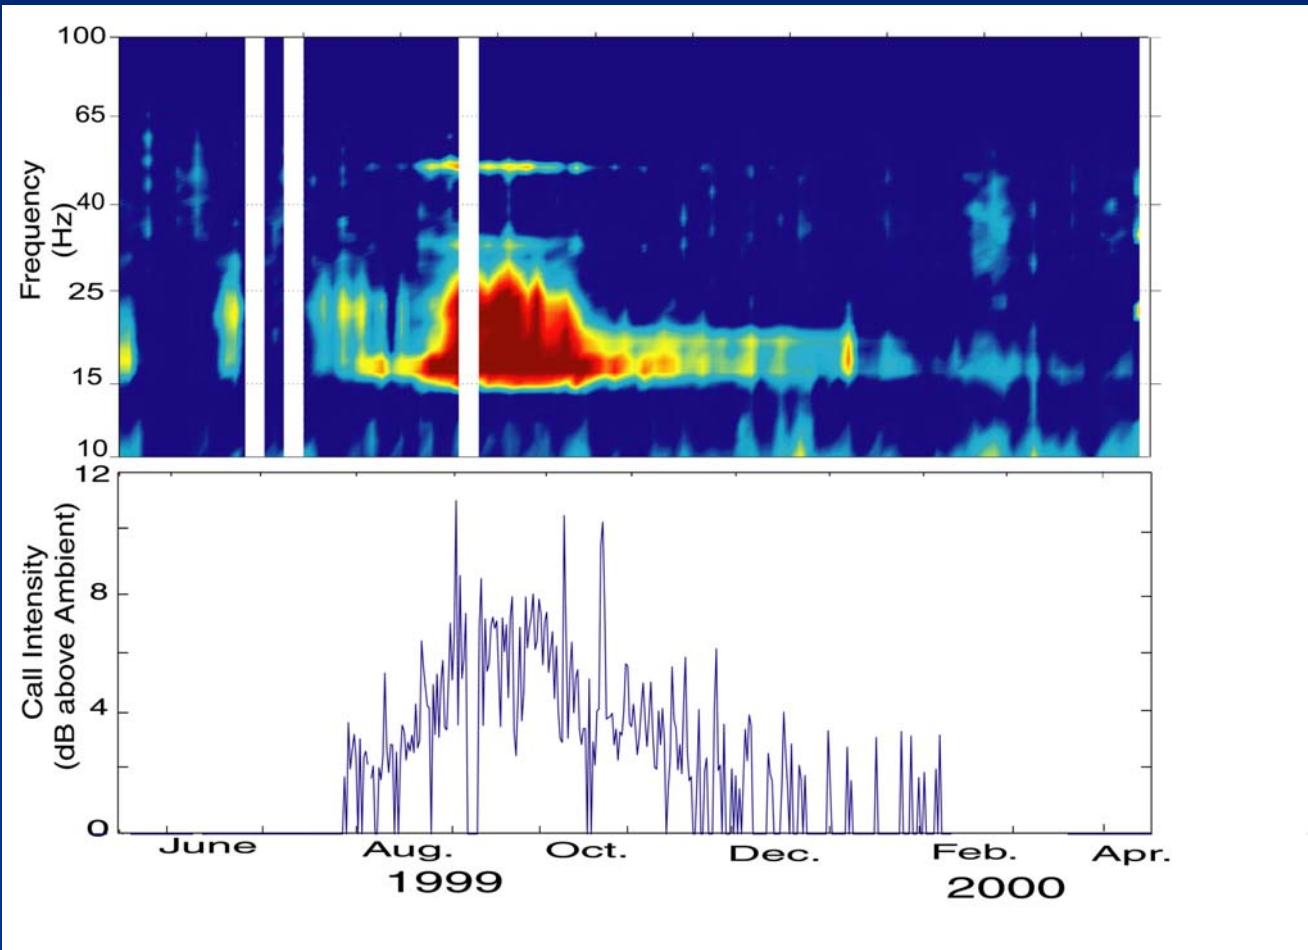 100
65
40
25
15
10
Frequency
(Hz)
12
8
4
0
Call Intensity
(dB above Ambient)
June Aug. Oct. Dec. Feb. Apr.
1999 2000